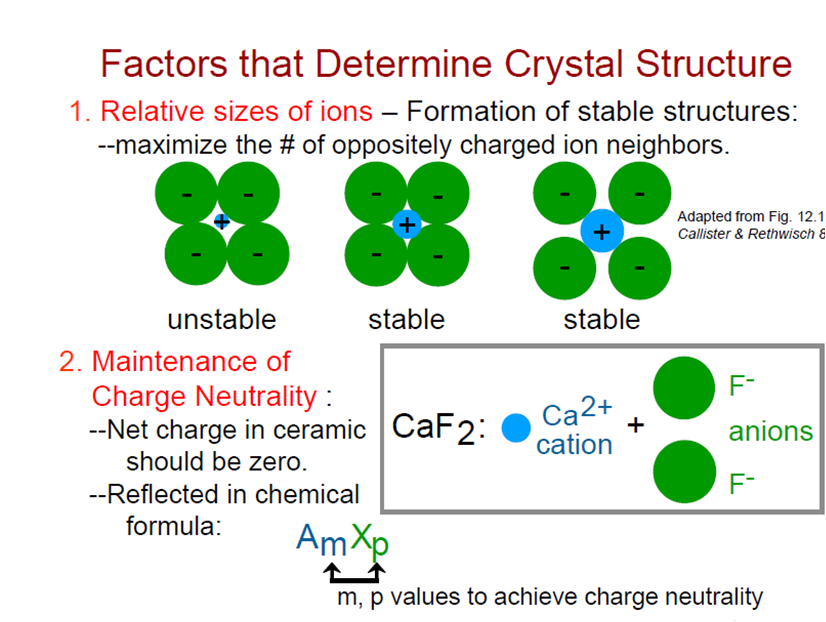 Factors that Determine Crystal Structure
1. Relative sizes of ions – Formation of stable structures:
--maximize the # of oppositely charged ion neighbors.
- - - - + - - - - + - - - - +
Adapted from Fig. 12.1
Callister & Rethwisch 8
unstable stable stable
2. Maintenance of
Charge Neutrality :
--Net charge in ceramic
should be zero.
--Reflected in chemical
formula:
CaF2: Ca2+ cation + F- anions F-
AmXp
m, p values to achieve charge neutrality